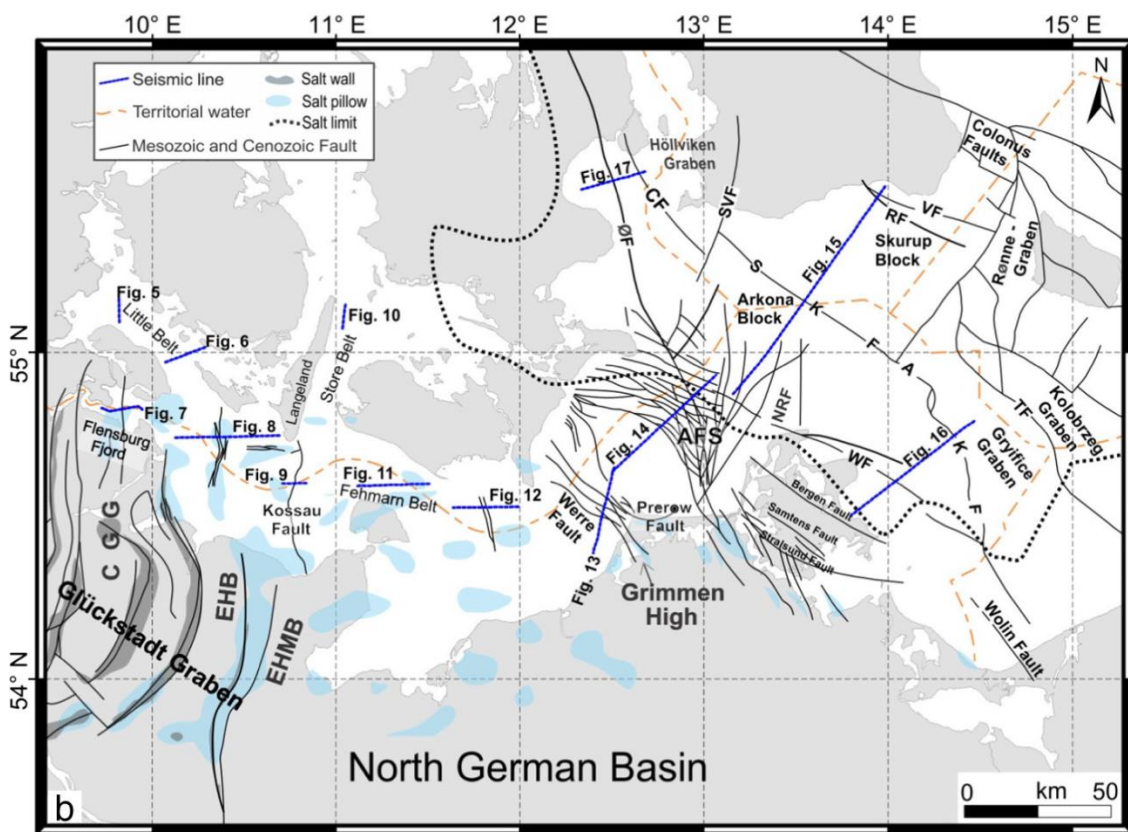 10° E
11° E
12° E
13° E
14° E
15° E
Seismic line
Territorial water
Mesozoic and Cenozoic Fault
Salt wall
Salt pillow
Salt limit
N
55° N
54° N
Colonus
Faults
Höllviken
Graben
Fig. 17
CF
SVF
ØF
VF
RF
Skurup
Block
Rønne -
Graben
Fig. 15
S K F A K F
Arkona
Block
Fig. 5
Little Belt
Fig. 6
Fig. 10
Store Belt
Langeland
Fig. 7
Flensburg
Fjord
Fig. 8
Fig. 9
Kossau
Fault
Fig. 11
Fehmarn Belt
Fig. 12
Fig. 14
AFS
NRF
WF
TF
Kolobrzeg
Graben
Gryifice
Graben
Fig. 16
Werre
Fault
Prerow
Fault
Bergen Fault
Samtens Fault
Stralsund Fault
Fig. 13
Grimmen
High
Wolin Fault
C G G
Glückstadt Graben
EHB
EHMB
North German Basin
b
0 km 50